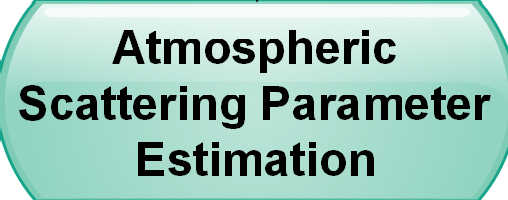 Atmospheric
Scattering Parameter
Estimation